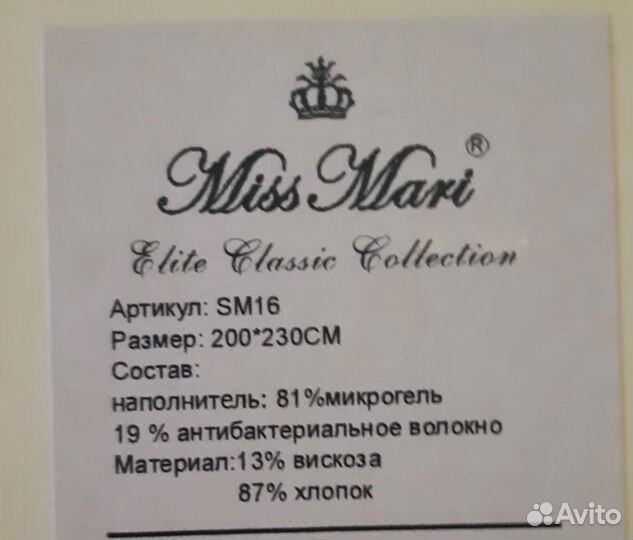 Miss Mari®
Elite Classic Collection
Артикул: SM16
Размер: 200*230СМ
Состав:
наполнитель: 81%микрогель
19 % антибактериальное волокно
Материал:13% вискоза
87% хлопок
Avito